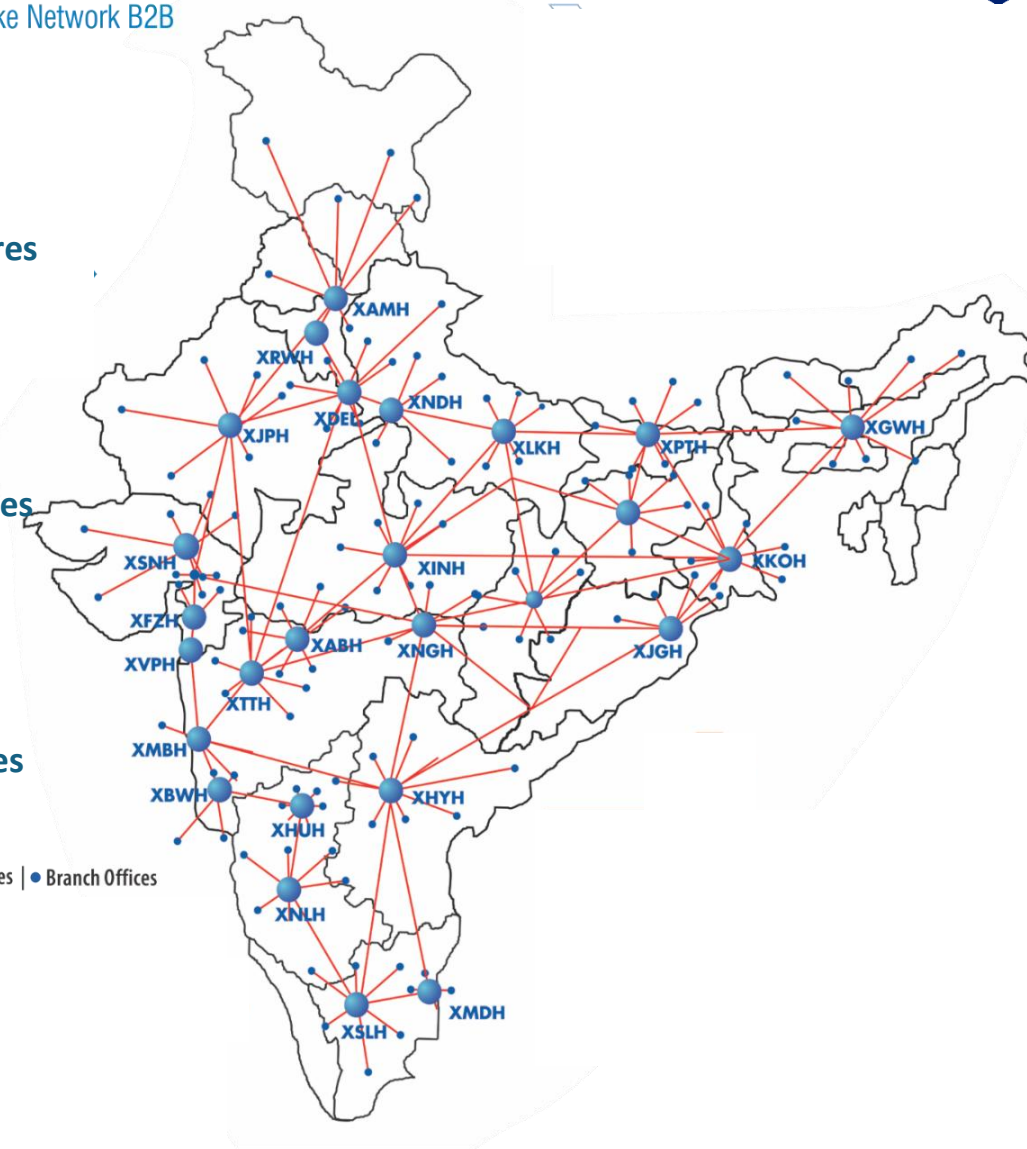 ke Network B2B
res
XAMH
XRWH
XDEL
XNDH
XJPH
XLKH
XPTH
XGWH
es
XSNH
XINH
XKOH
XFZH
XABH
XNGH
XJGH
XVPH
XTTH
XMBH
es
XBWH
XHYH
XHUH
es | ● Branch Offices
XNLH
XMDH
XSLH